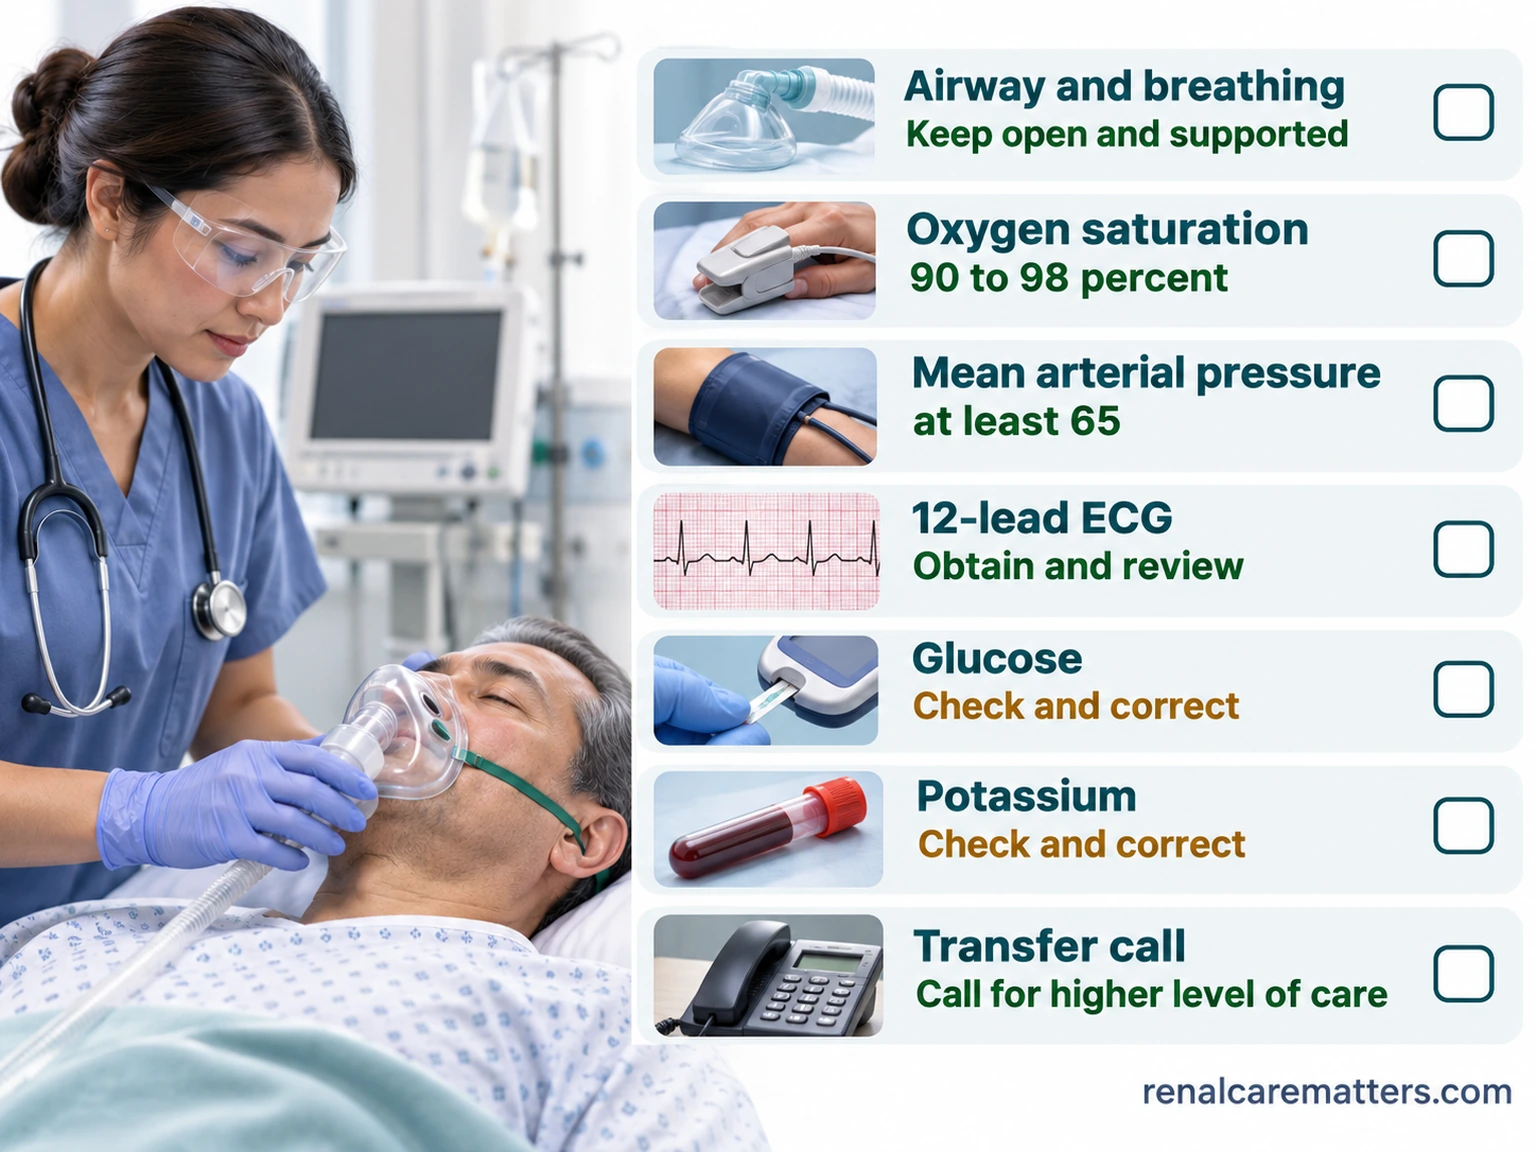 Airway and breathing
Keep open and supported
Oxygen saturation
90 to 98 percent
Mean arterial pressure
at least 65
12-lead ECG
Obtain and review
Glucose
Check and correct
Potassium
Check and correct
Transfer call
Call for higher level of care
renalcarematters.com